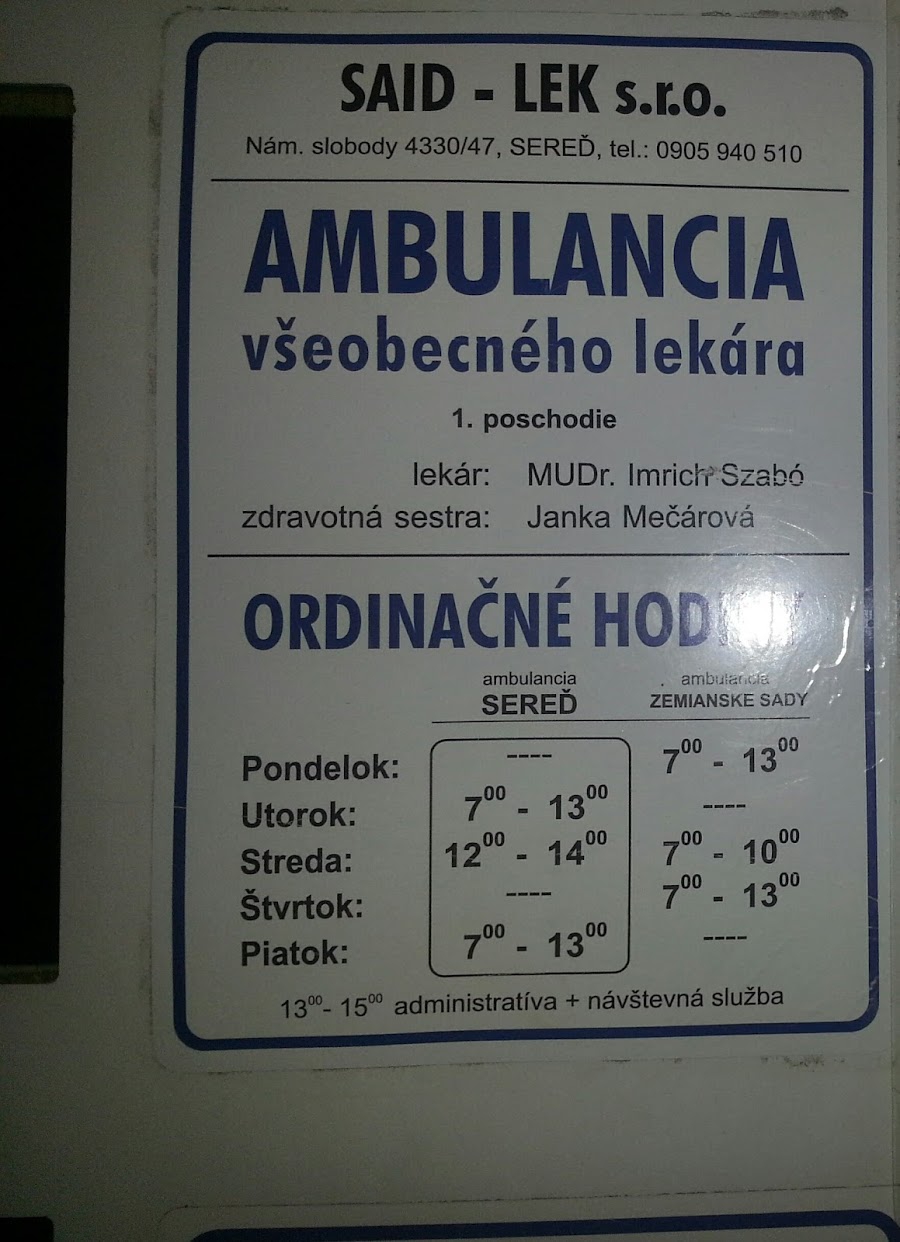 SAID - LEK s.r.o.
Nám. slobody 4330/47, SEREĎ, tel.: 0905 940 510
AMBULANCIA
všeobecného lekára
1. poschodie
lekár: MUDr. Imrich Szabó
zdravotná sestra: Janka Mečárová
ORDINAČNÉ HODINY
ambulancia ambulancia
SEREĎ ZEMIANSKE SADY
Pondelok: ---- 7⁰⁰ - 13⁰⁰
Utorok: 7⁰⁰ - 13⁰⁰ ----
Streda: 12⁰⁰ - 14⁰⁰ 7⁰⁰ - 10⁰⁰
Štvrtok: ---- 7⁰⁰ - 13⁰⁰
Piatok: 7⁰⁰ - 13⁰⁰ ----
13⁰⁰- 15⁰⁰ administratíva + návštevná služba